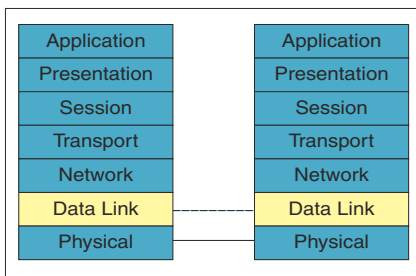 Application Application
Presentation Presentation
Session Session
Transport Transport
Network Network
Data Link Data Link
Physical Physical